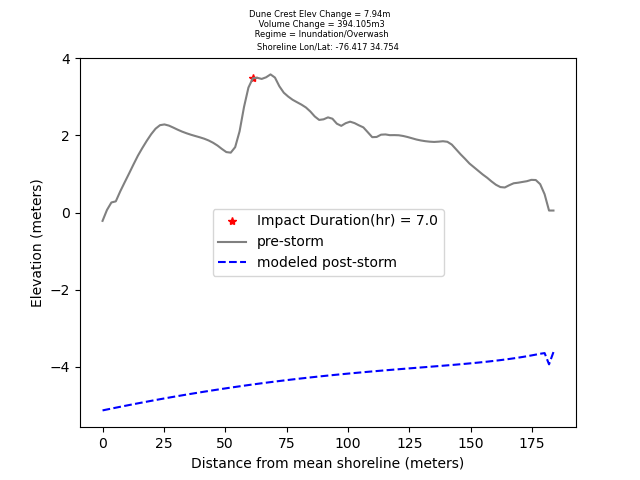 Dune Crest Elev Change = 7.94m
Volume Change = 394.105m3
Regime = Inundation/Overwash
Shoreline Lon/Lat: -76.417 34.754
4
2
0
−2
−4
Elevation (meters)
Impact Duration(hr) = 7.0
pre-storm
modeled post-storm
0 25 50 75 100 125 150 175
Distance from mean shoreline (meters)